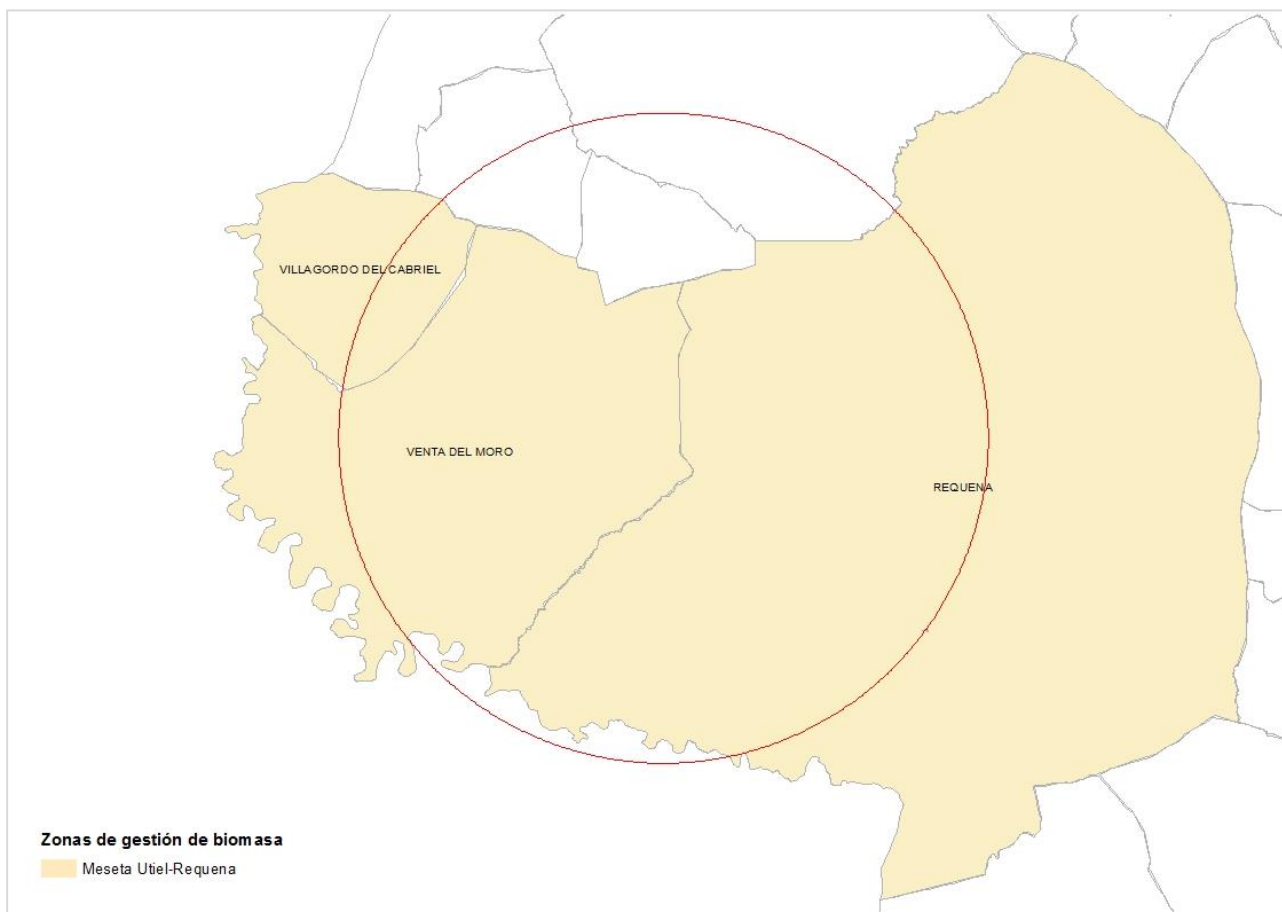 VILLAGORDO DEL CABRIEL
VENTA DEL MORO
REQUENA
Zonas de gestión de biomasa
Meseta Utiel-Requena